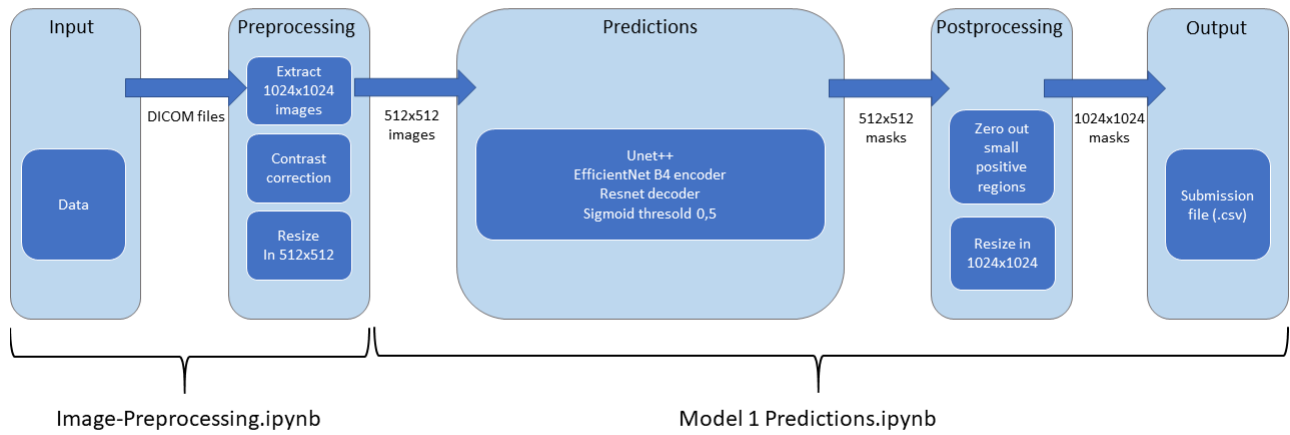 Input
Data
DICOM files
Preprocessing
Extract
1024x1024
images
Contrast
correction
Resize
In 512x512
512x512
images
Predictions
Unet++
EfficientNet B4 encoder
Resnet decoder
Sigmoid thresold 0,5
512x512
masks
Postprocessing
Zero out
small
positive
regions
Resize in
1024x1024
1024x1024
masks
Output
Submission
file (.csv)
Image-Preprocessing.ipynb
Model 1 Predictions.ipynb